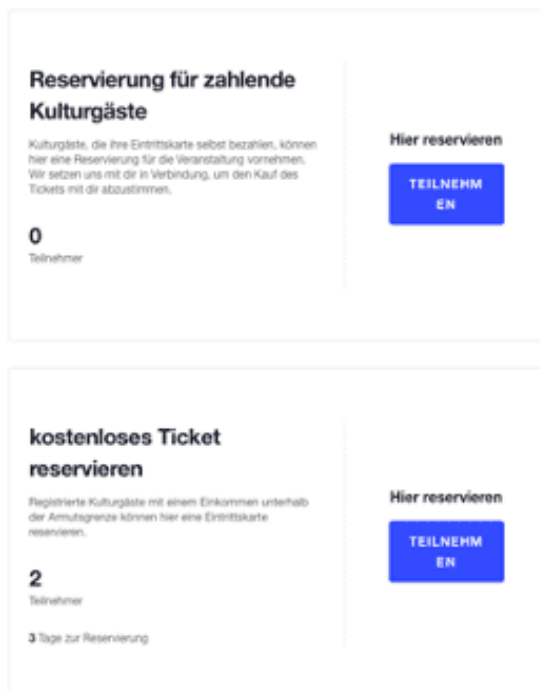 Reservierung für zahlende
Kulturgäste
Kulturgäste, die ihre Eintrittskarte selbst bezahlen, können
hier eine Reservierung für die Veranstaltung vornehmen.
Wir setzen uns mit dir in Verbindung, um den Kauf des
Tickets mit dir abzustimmen.
0
Teilnehmer
Hier reservieren
TEILNEHM
EN
kostenloses Ticket
reservieren
Registrierte Kulturgäste mit einem Einkommen unterhalb
der Armutsgrenze können hier eine Eintrittskarte
reservieren.
2
Teilnehmer
3 Tage zur Reservierung
Hier reservieren
TEILNEHM
EN